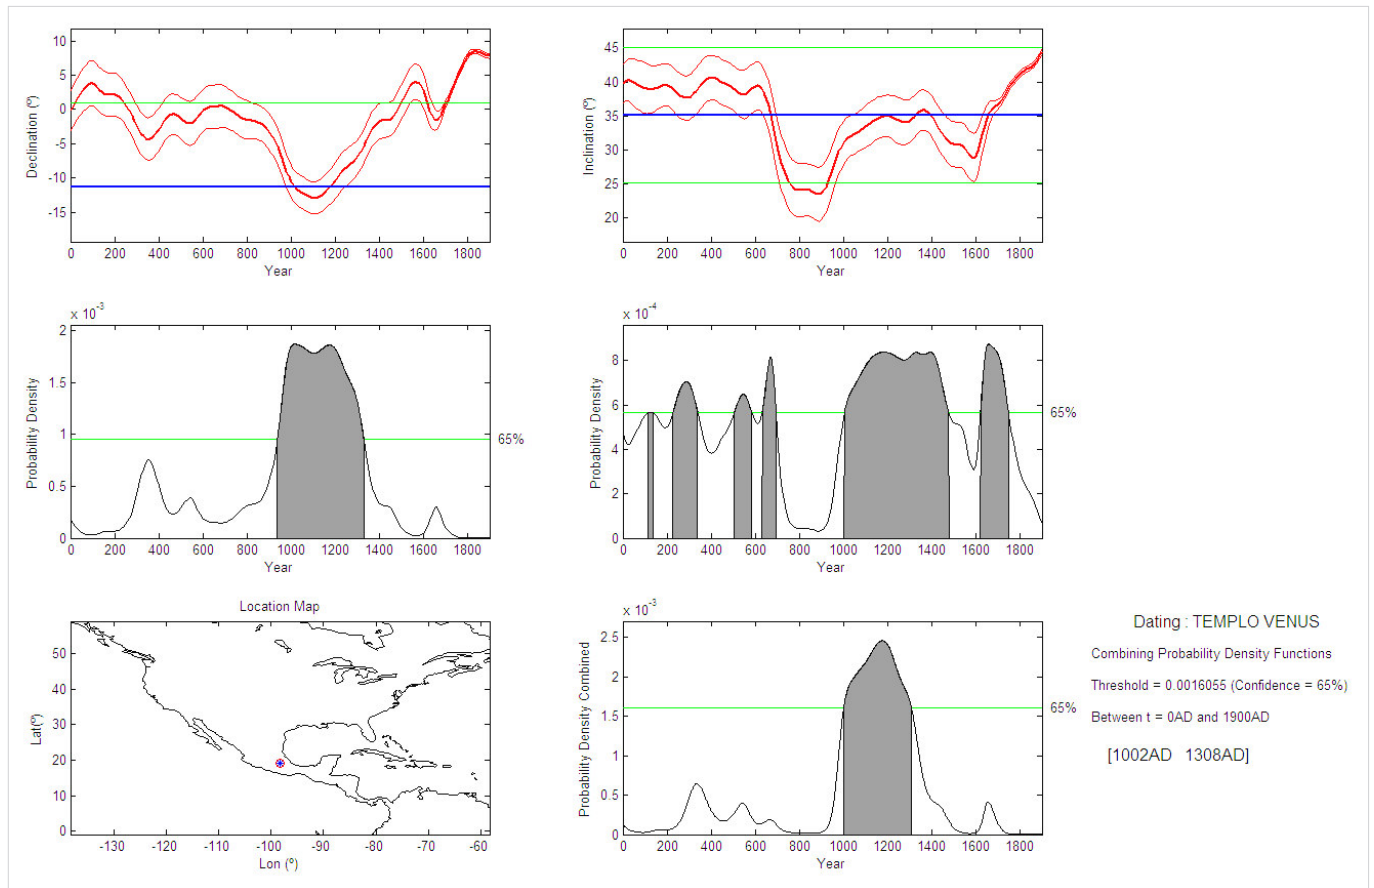 10
5
0
-5
-10
-15
Declination (º)
0 200 400 600 800 1000 1200 1400 1600 1800
Year
45
40
35
30
25
20
Inclination (º)
0 200 400 600 800 1000 1200 1400 1600 1800
Year
x 10-3
2
1.5
1
0.5
0
Probability Density
65%
0 200 400 600 800 1000 1200 1400 1600 1800
Year
x 10-4
8
6
4
2
0
Probability Density
65%
0 200 400 600 800 1000 1200 1400 1600 1800
Year
Location Map
50
40
30
20
10
0
Lat(º)
-130 -120 -110 -100 -90 -80 -70 -60
Lon (º)
x 10-3
2.5
2
1.5
1
0.5
0
Probability Density Combined
65%
0 200 400 600 800 1000 1200 1400 1600 1800
Year
Dating : TEMPLO VENUS
Combining Probability Density Functions
Threshold = 0.0016055 (Confidence = 65%)
Between t = 0AD and 1900AD
[1002AD 1308AD]